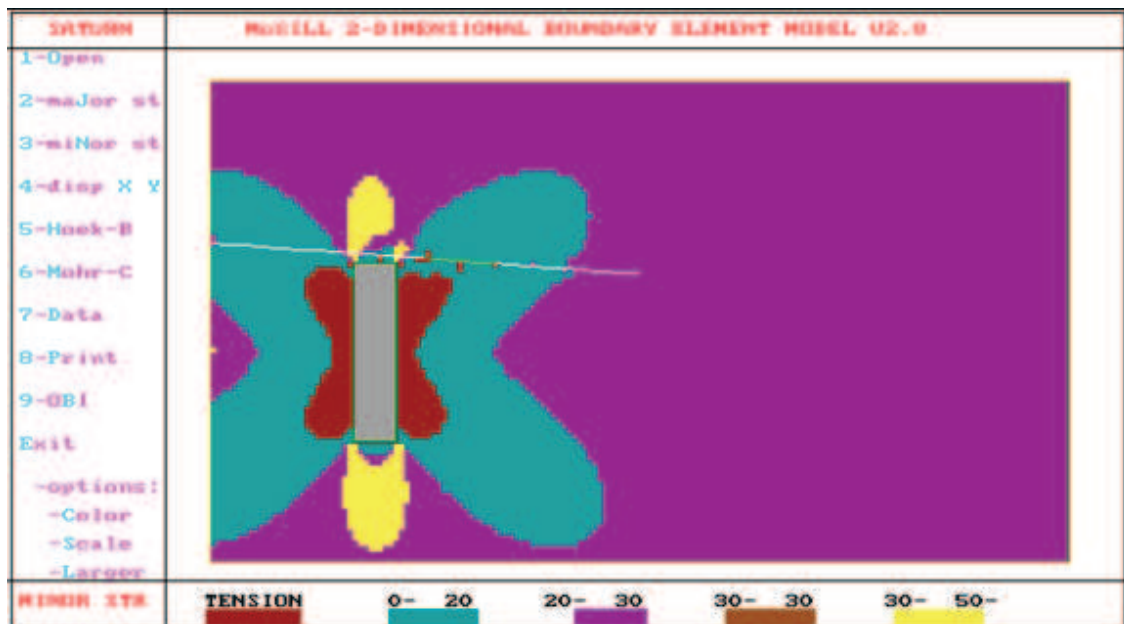 SATURN
McGILL 2-DIMENSIONAL BOUNDARY ELEMENT MODEL V2.0
1-Open
2-maJor st
3-miNor st
4-disp X Y
5-Hoek-B
6-Mohr-C
7-Data
8-Print
9-OBl
Exit
-options:
-Color
-Scale
-Larger
MINOR STR
TENSION 0- 20 20- 30 30- 30 30- 50-